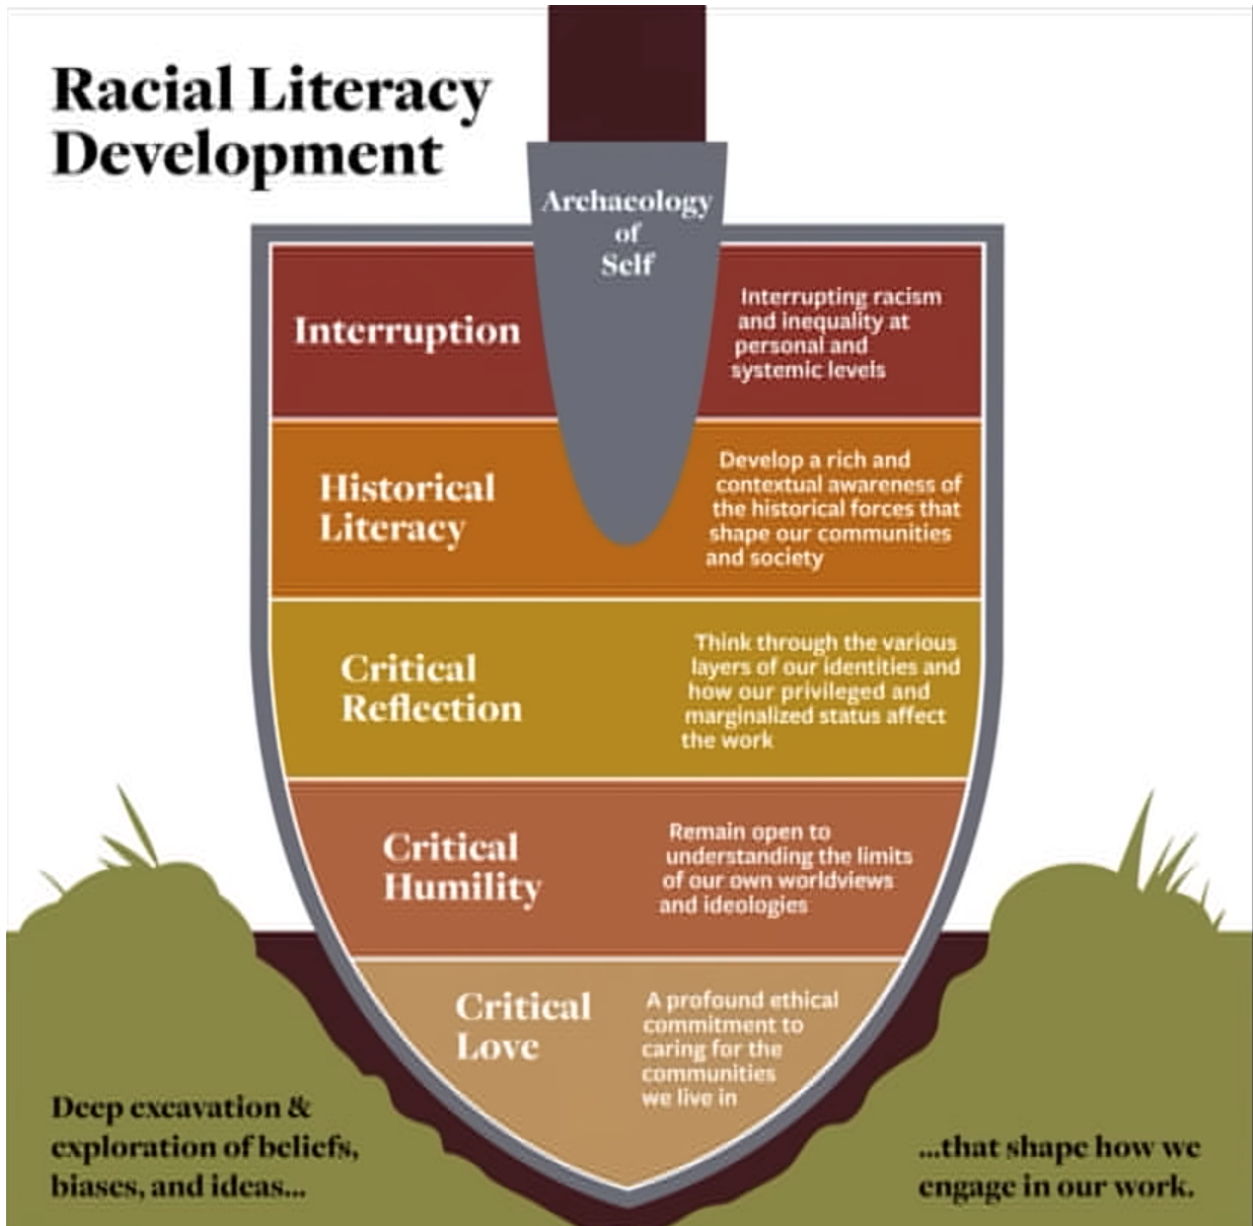 Racial Literacy
Development
Archaeology
of
Self
Interruption
Interrupting racism
and inequality at
personal and
systemic levels
Historical
Literacy
Develop a rich and
contextual awareness of
the historical forces that
shape our communities
and society
Critical
Reflection
Think through the various
layers of our identities and
how our privileged and
marginalized status affect
the work
Critical
Humility
Remain open to
understanding the limits
of our own worldviews
and ideologies
Critical
Love
A profound ethical
commitment to
caring for the
communities
we live in
Deep excavation &
exploration of beliefs,
biases, and ideas...
...that shape how we
engage in our work.